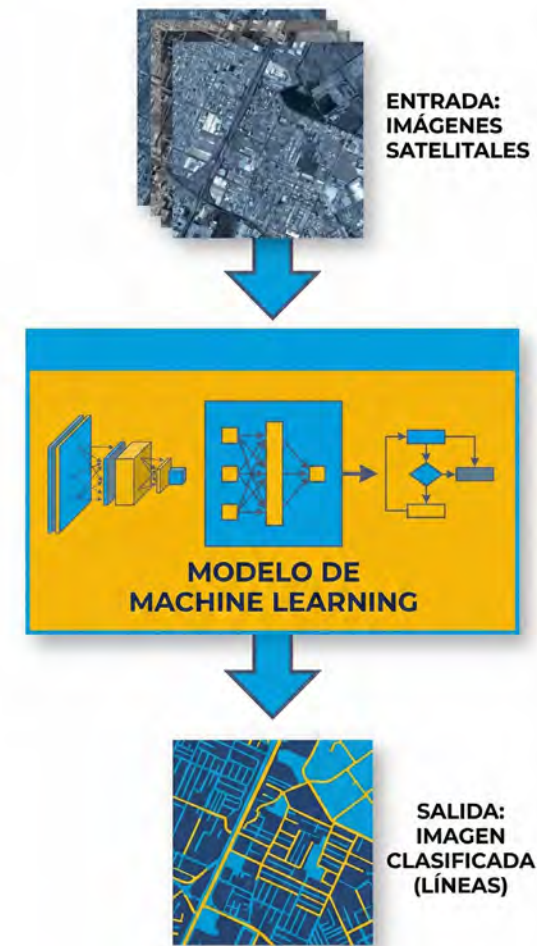 ENTRADA:
IMÁGENES
SATELITALES
MODELO DE
MACHINE LEARNING
SALIDA:
IMAGEN
CLASIFICADA
(LÍNEAS)